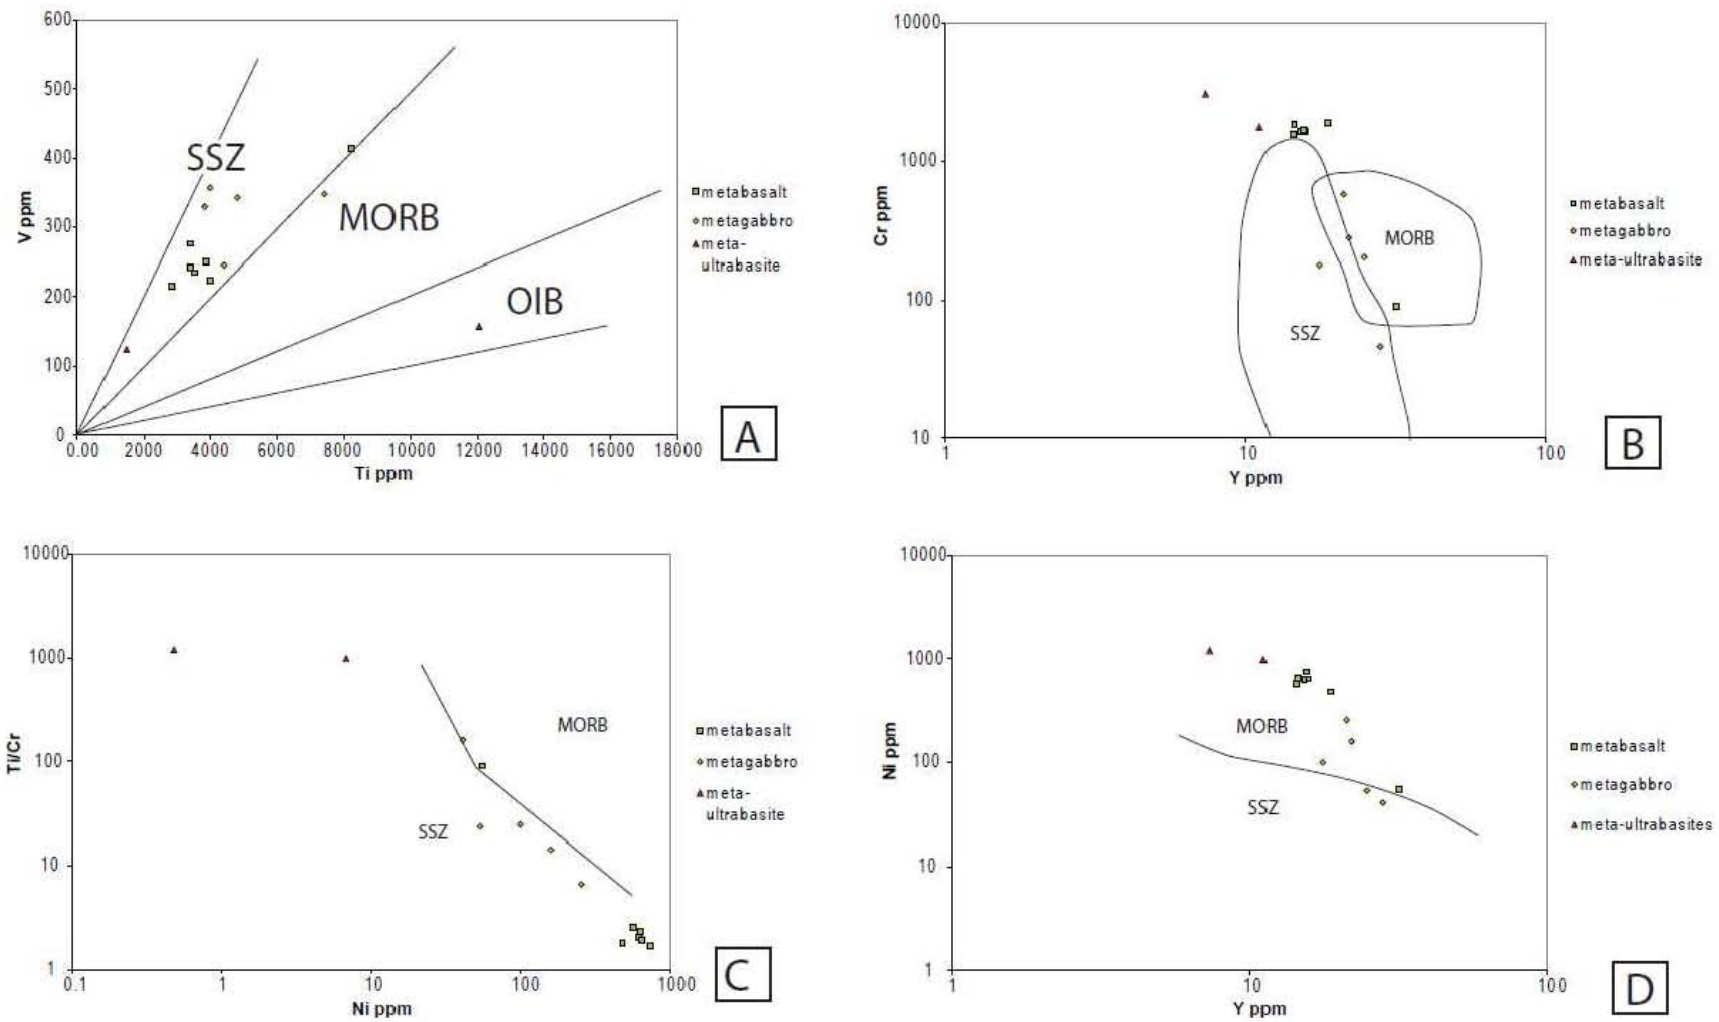 600
500
400
300
200
100
0
V ppm
0.00 2000 4000 6000 8000 10000 12000 14000 16000 18000
Ti ppm
SSZ
MORB
OIB
metabasalt
metagabbro
meta-
ultrabasite
A
10000
1000
100
10
Cr ppm
1 10 100
Y ppm
MORB
SSZ
metabasalt
metagabbro
meta-ultrabasite
B
10000
1000
100
10
1
Ti/Cr
0.1 1 10 100 1000
Ni ppm
MORB
SSZ
metabasalt
metagabbro
meta-
ultrabasite
C
10000
1000
100
10
1
Ni ppm
1 10 100
Y ppm
MORB
SSZ
metabasalt
metagabbro
meta-ultrabasites
D